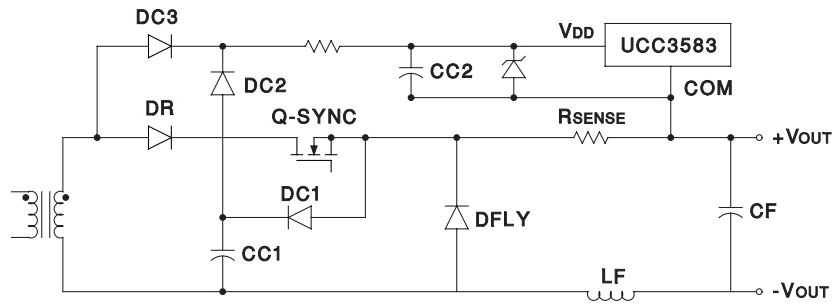 DC3
VDD
UCC3583
CC2
DC2
COM
DR
Q-SYNC
RSENSE
+VOUT
DC1
DFLY
CF
CC1
LF
-VOUT